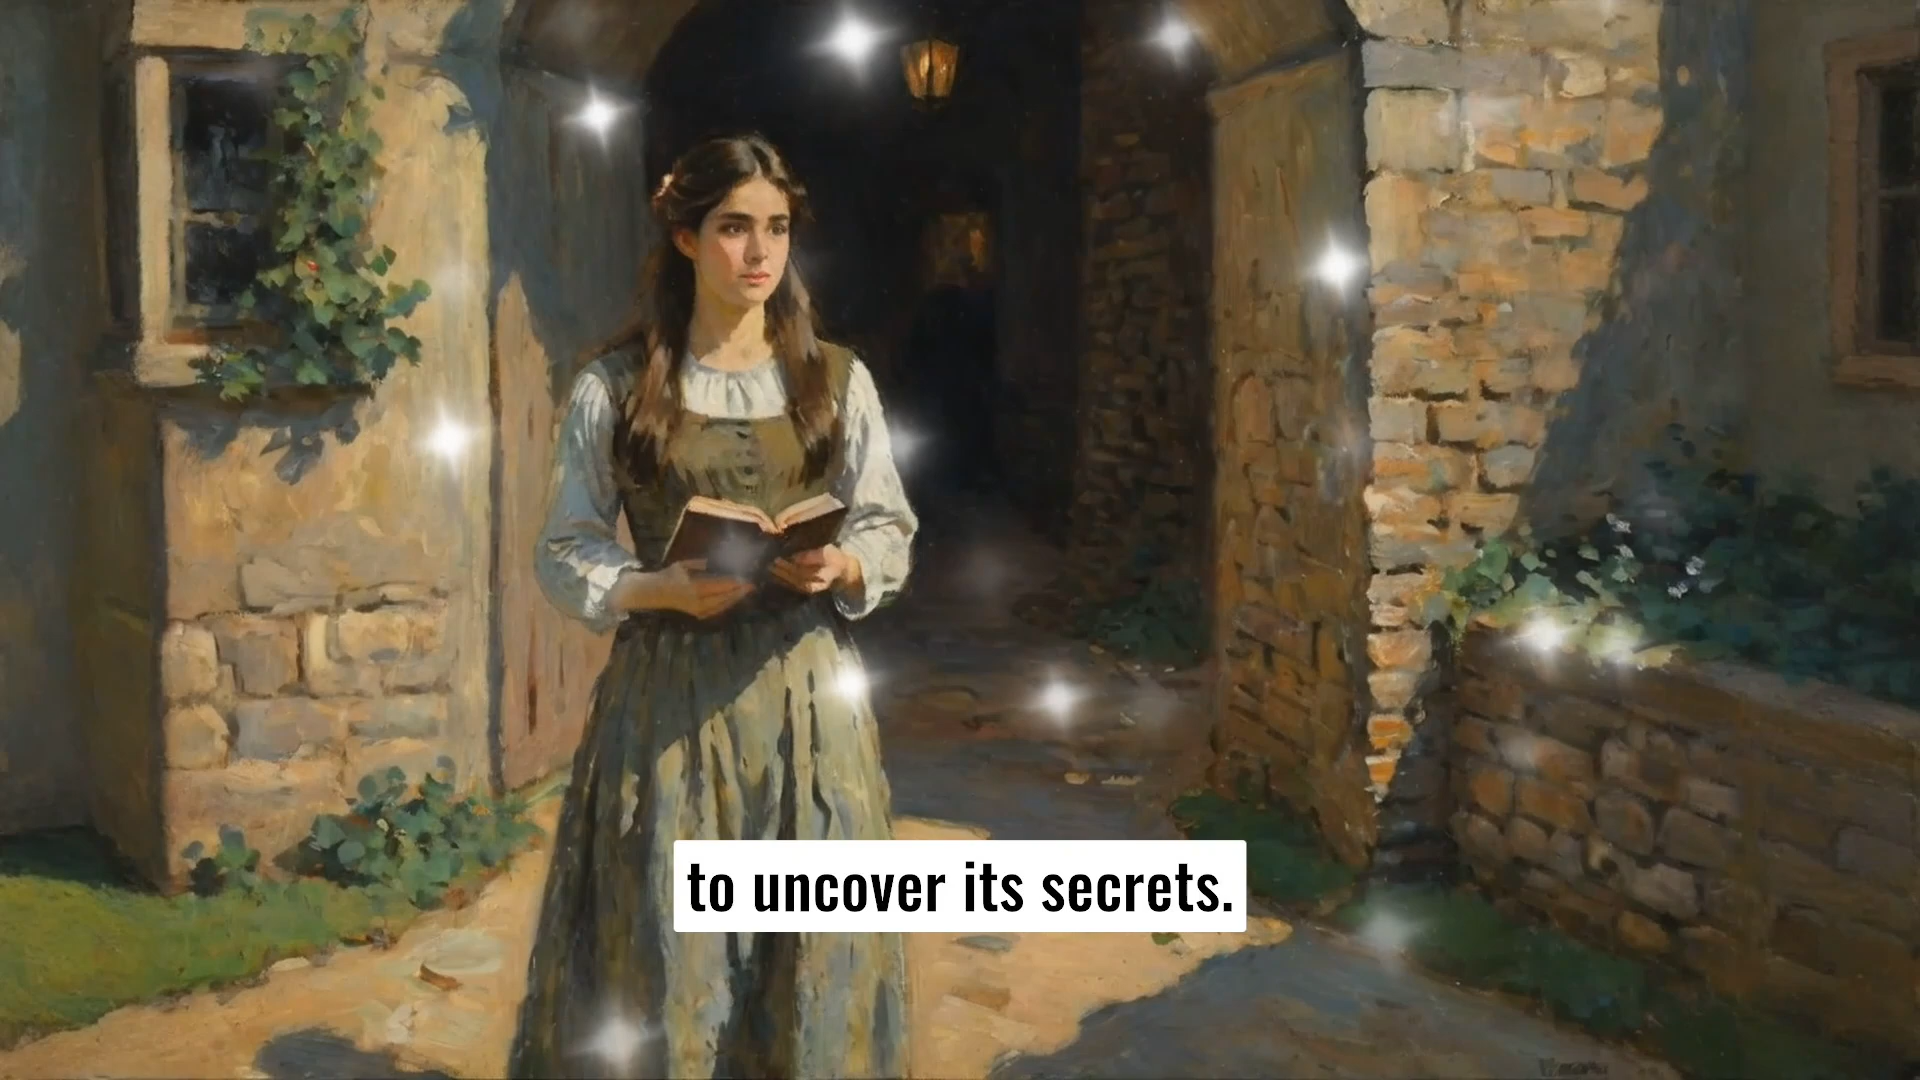 to uncover its secrets.